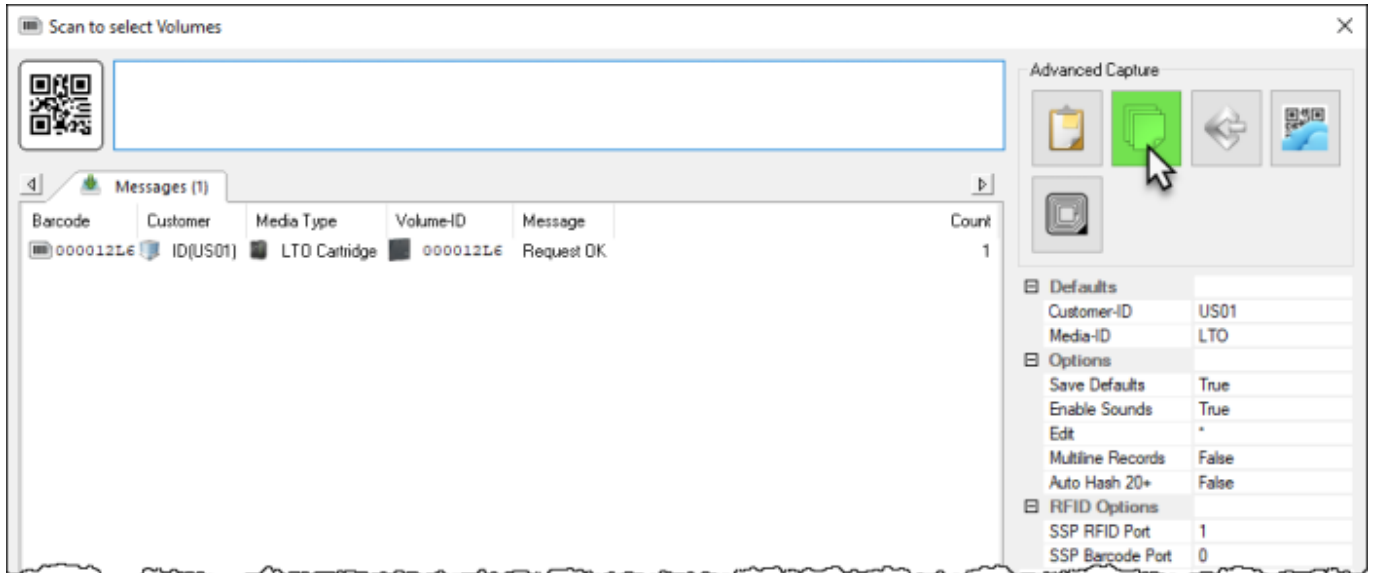 Scan to select Volumes
Advanced Capture
Messages (1)
Barcode Customer Media Type Volume-ID Message Count
000012L6 ID(US01) LTO Cartridge 000012L6 Request OK 1
Defaults
Customer-ID US01
Media-ID LTO
Options
Save Defaults True
Enable Sounds True
Edit *
Multiline Records False
Auto Hash 20+ False
RFID Options
SSP RFID Port 1
SSP Barcode Port 0